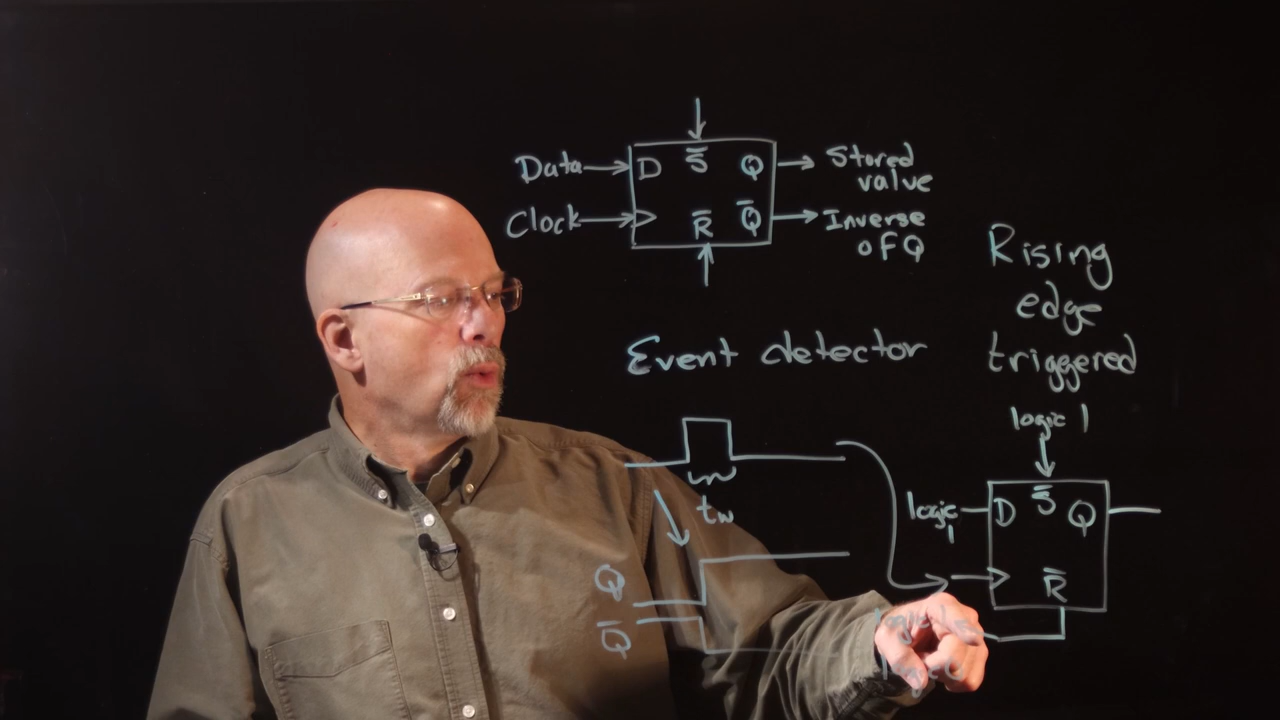 Data
D
S̅
Q
Stored
value
Clock
R̅
Q̅
Inverse
of Q
Rising
edge
triggered
Event detector
tw
logic 1
logic
1
D
S̅
Q
R̅
Q
Q̅